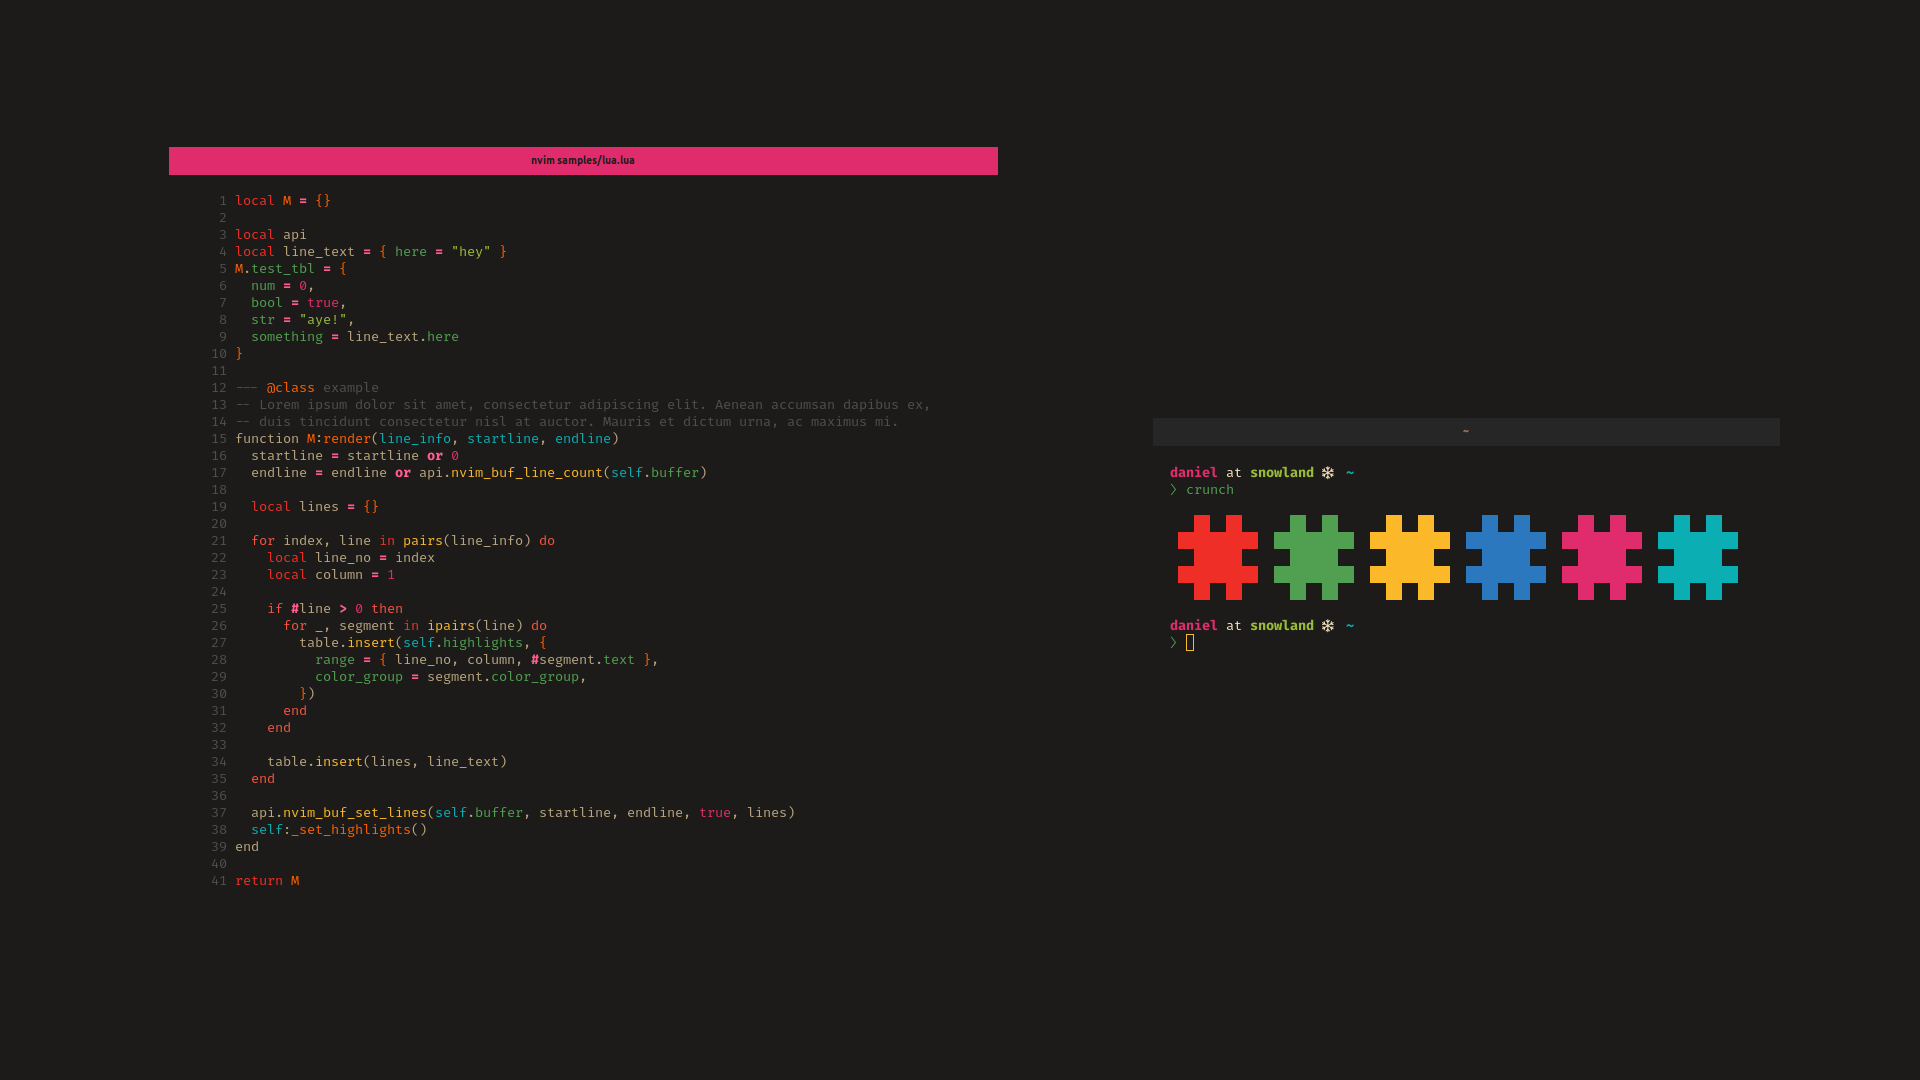 nvim samples/lua.lua
1 local M = {}
2
3 local api
4 local line_text = { here = "hey" }
5 M.test_tbl = {
6   num = 0,
7   bool = true,
8   str = "aye!",
9   something = line_text.here
10 }
11
12 --- @class example
13 -- Lorem ipsum dolor sit amet, consectetur adipiscing elit. Aenean accumsan dapibus ex,
14 -- duis tincidunt consectetur nisl at auctor. Mauris et dictum urna, ac maximus mi.
15 function M:render(line_info, startline, endline)
16   startline = startline or 0
17   endline = endline or api.nvim_buf_line_count(self.buffer)
18
19   local lines = {}
20
21   for index, line in pairs(line_info) do
22     local line_no = index
23     local column = 1
24
25     if #line > 0 then
26       for _, segment in ipairs(line) do
27         table.insert(self.highlights, {
28           range = { line_no, column, #segment.text },
29           color_group = segment.color_group,
30         })
31       end
32     end
33
34     table.insert(lines, line_text)
35   end
36
37   api.nvim_buf_set_lines(self.buffer, startline, endline, true, lines)
38   self:_set_highlights()
39 end
40
41 return M
~
daniel at snowland ❄ ~
❯ crunch
daniel at snowland ❄ ~
❯